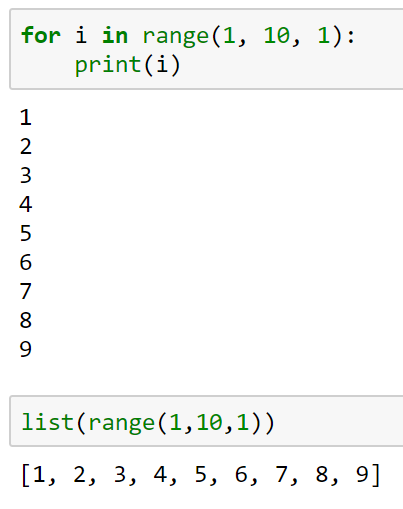 for i in range(1, 10, 1):
    print(i)
1
2
3
4
5
6
7
8
9
list(range(1,10,1))
[1, 2, 3, 4, 5, 6, 7, 8, 9]